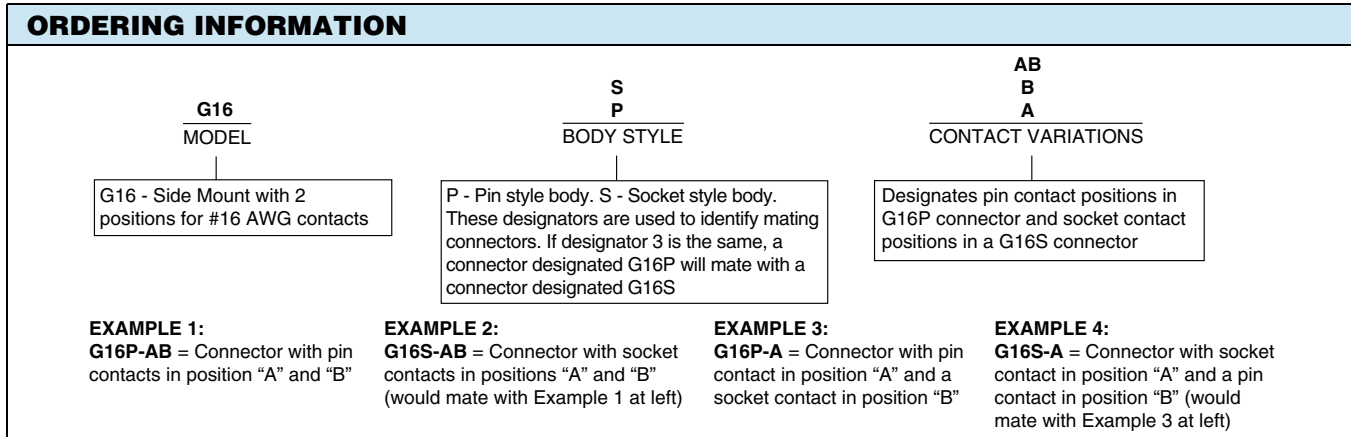 ORDERING INFORMATION
G16
MODEL
G16 - Side Mount with 2
positions for #16 AWG contacts
S
P
BODY STYLE
P - Pin style body. S - Socket style body.
These designators are used to identify mating
connectors. If designator 3 is the same, a
connector designated G16P will mate with a
connector designated G16S
AB
B
A
CONTACT VARIATIONS
Designates pin contact positions in
G16P connector and socket contact
positions in a G16S connector
EXAMPLE 1:
G16P-AB = Connector with pin
contacts in position “A” and “B”
EXAMPLE 2:
G16S-AB = Connector with socket
contacts in positions “A” and “B”
(would mate with Example 1 at left)
EXAMPLE 3:
G16P-A = Connector with pin
contact in position “A” and a
socket contact in position “B”
EXAMPLE 4:
G16S-A = Connector with socket
contact in position “A” and a pin
contact in position “B” (would
mate with Example 3 at left)